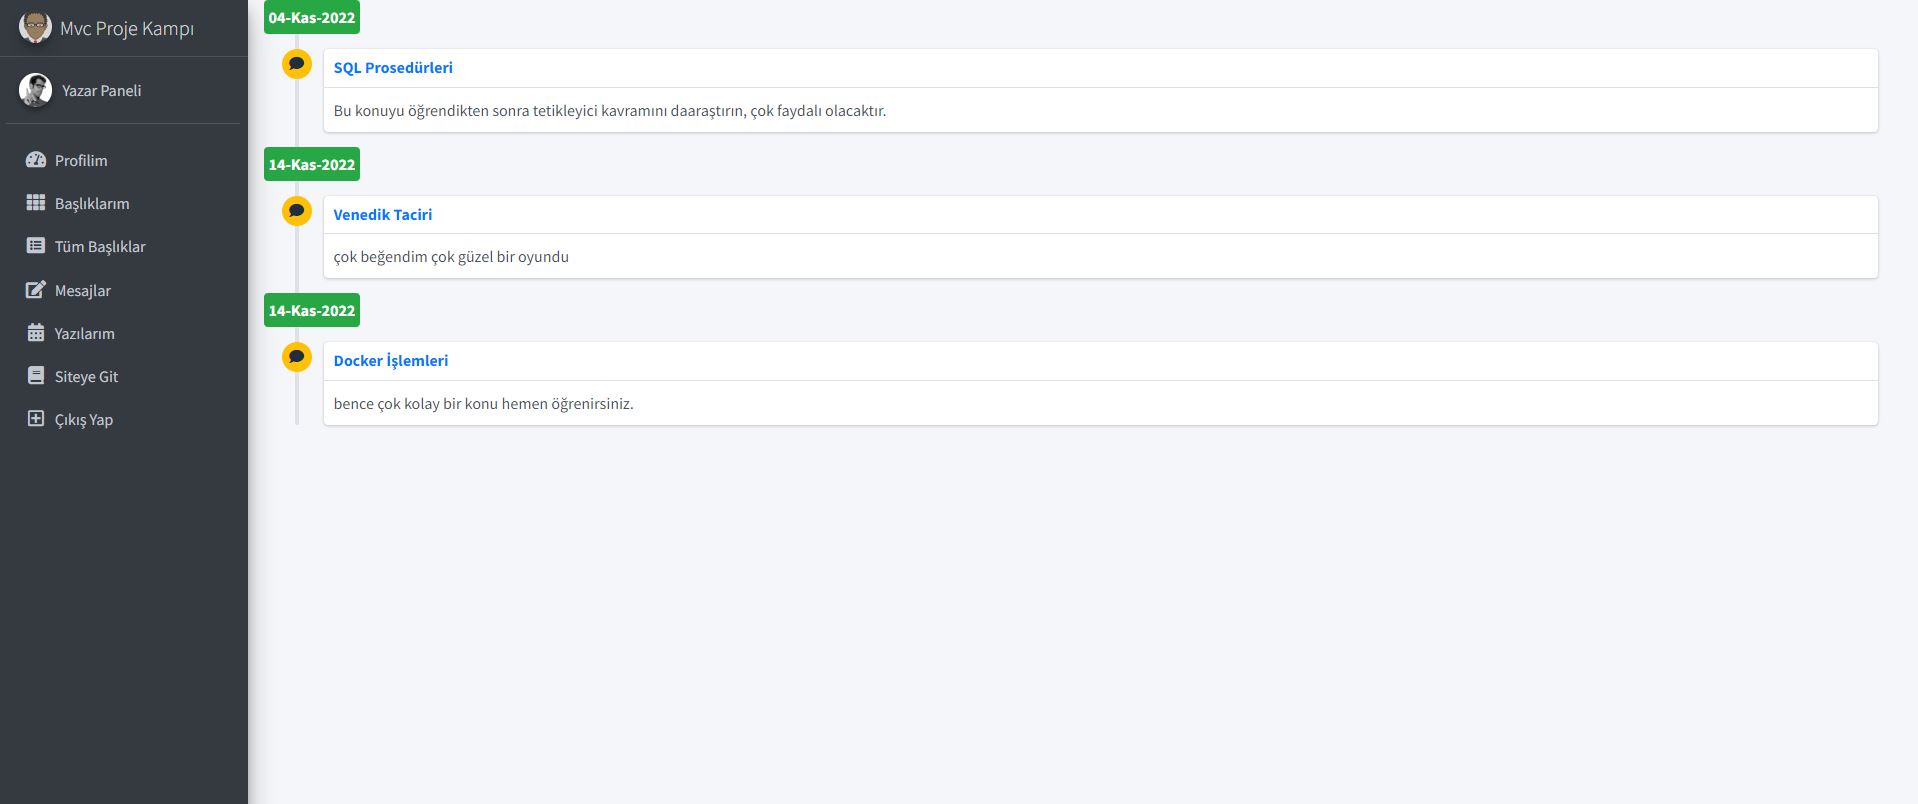 Mvc Proje Kampı
Yazar Paneli
Profilim
Başlıklarım
Tüm Başlıklar
Mesajlar
Yazılarım
Siteye Git
Çıkış Yap
04-Kas-2022
SQL Prosedürleri
Bu konuyu öğrendikten sonra tetikleyici kavramını daaraştırın, çok faydalı olacaktır.
14-Kas-2022
Venedik Taciri
çok beğendim çok güzel bir oyundu
14-Kas-2022
Docker İşlemleri
bence çok kolay bir konu hemen öğrenirsiniz.